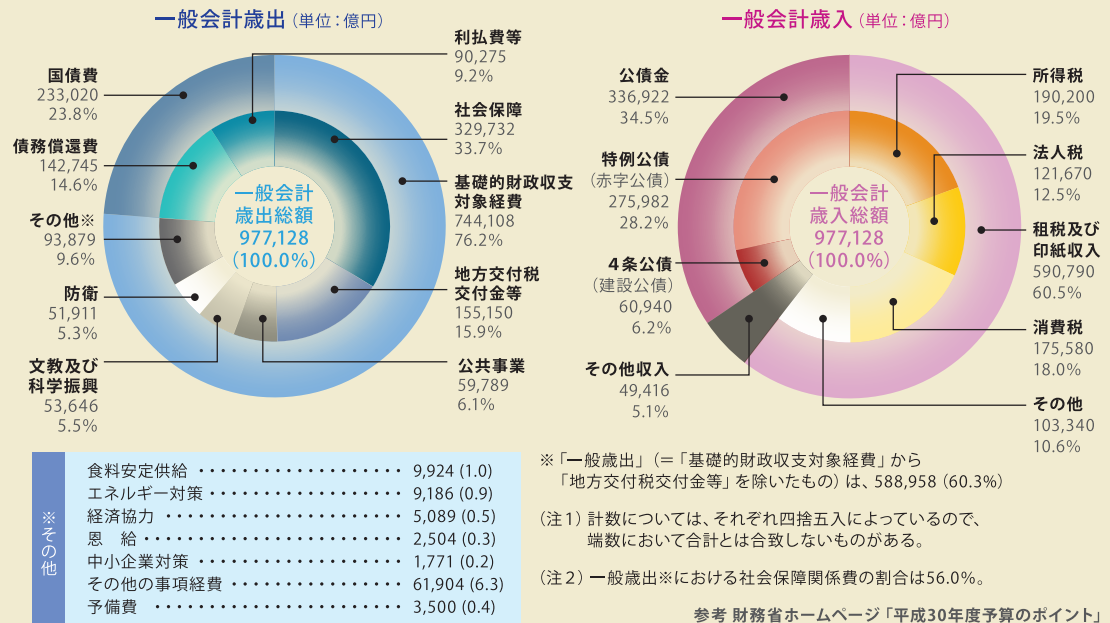 一般会計歳出（単位：億円）
利払費等
90,275
9.2%
国債費
233,020
23.8%
社会保障
329,732
33.7%
債務償還費
142,745
14.6%
基礎的財政収支
対象経費
744,108
76.2%
一般会計
歳出総額
977,128
（100.0%）
その他※
93,879
9.6%
地方交付税
交付金等
155,150
15.9%
防衛
51,911
5.3%
文教及び
科学振興
53,646
5.5%
公共事業
59,789
6.1%
一般会計歳入（単位：億円）
公債金
336,922
34.5%
所得税
190,200
19.5%
特例公債
（赤字公債）
275,982
28.2%
法人税
121,670
12.5%
一般会計
歳入総額
977,128
（100.0%）
租税及び
印紙収入
590,790
60.5%
４条公債
（建設公債）
60,940
6.2%
消費税
175,580
18.0%
その他収入
49,416
5.1%
その他
103,340
10.6%
※その他
食料安定供給 ・・・・・・・・・・・・・・・・・・ 9,924 (1.0)
エネルギー対策 ・・・・・・・・・・・・・・・・・ 9,186 (0.9)
経済協力 ・・・・・・・・・・・・・・・・・・・・ 5,089 (0.5)
恩　給 ・・・・・・・・・・・・・・・・・・・・・ 2,504 (0.3)
中小企業対策 ・・・・・・・・・・・・・・・・・・ 1,771 (0.2)
その他の事項経費 ・・・・・・・・・・・・・・・ 61,904 (6.3)
予備費 ・・・・・・・・・・・・・・・・・・・・・ 3,500 (0.4)
※「一般歳出」（＝「基礎的財政収支対象経費」から
「地方交付税交付金等」を除いたもの）は、588,958（60.3%）
（注１）計数については、それぞれ四捨五入によっているので、
端数において合計とは合致しないものがある。
（注２）一般歳出※における社会保障関係費の割合は56.0%。
参考 財務省ホームページ「平成30年度予算のポイント」